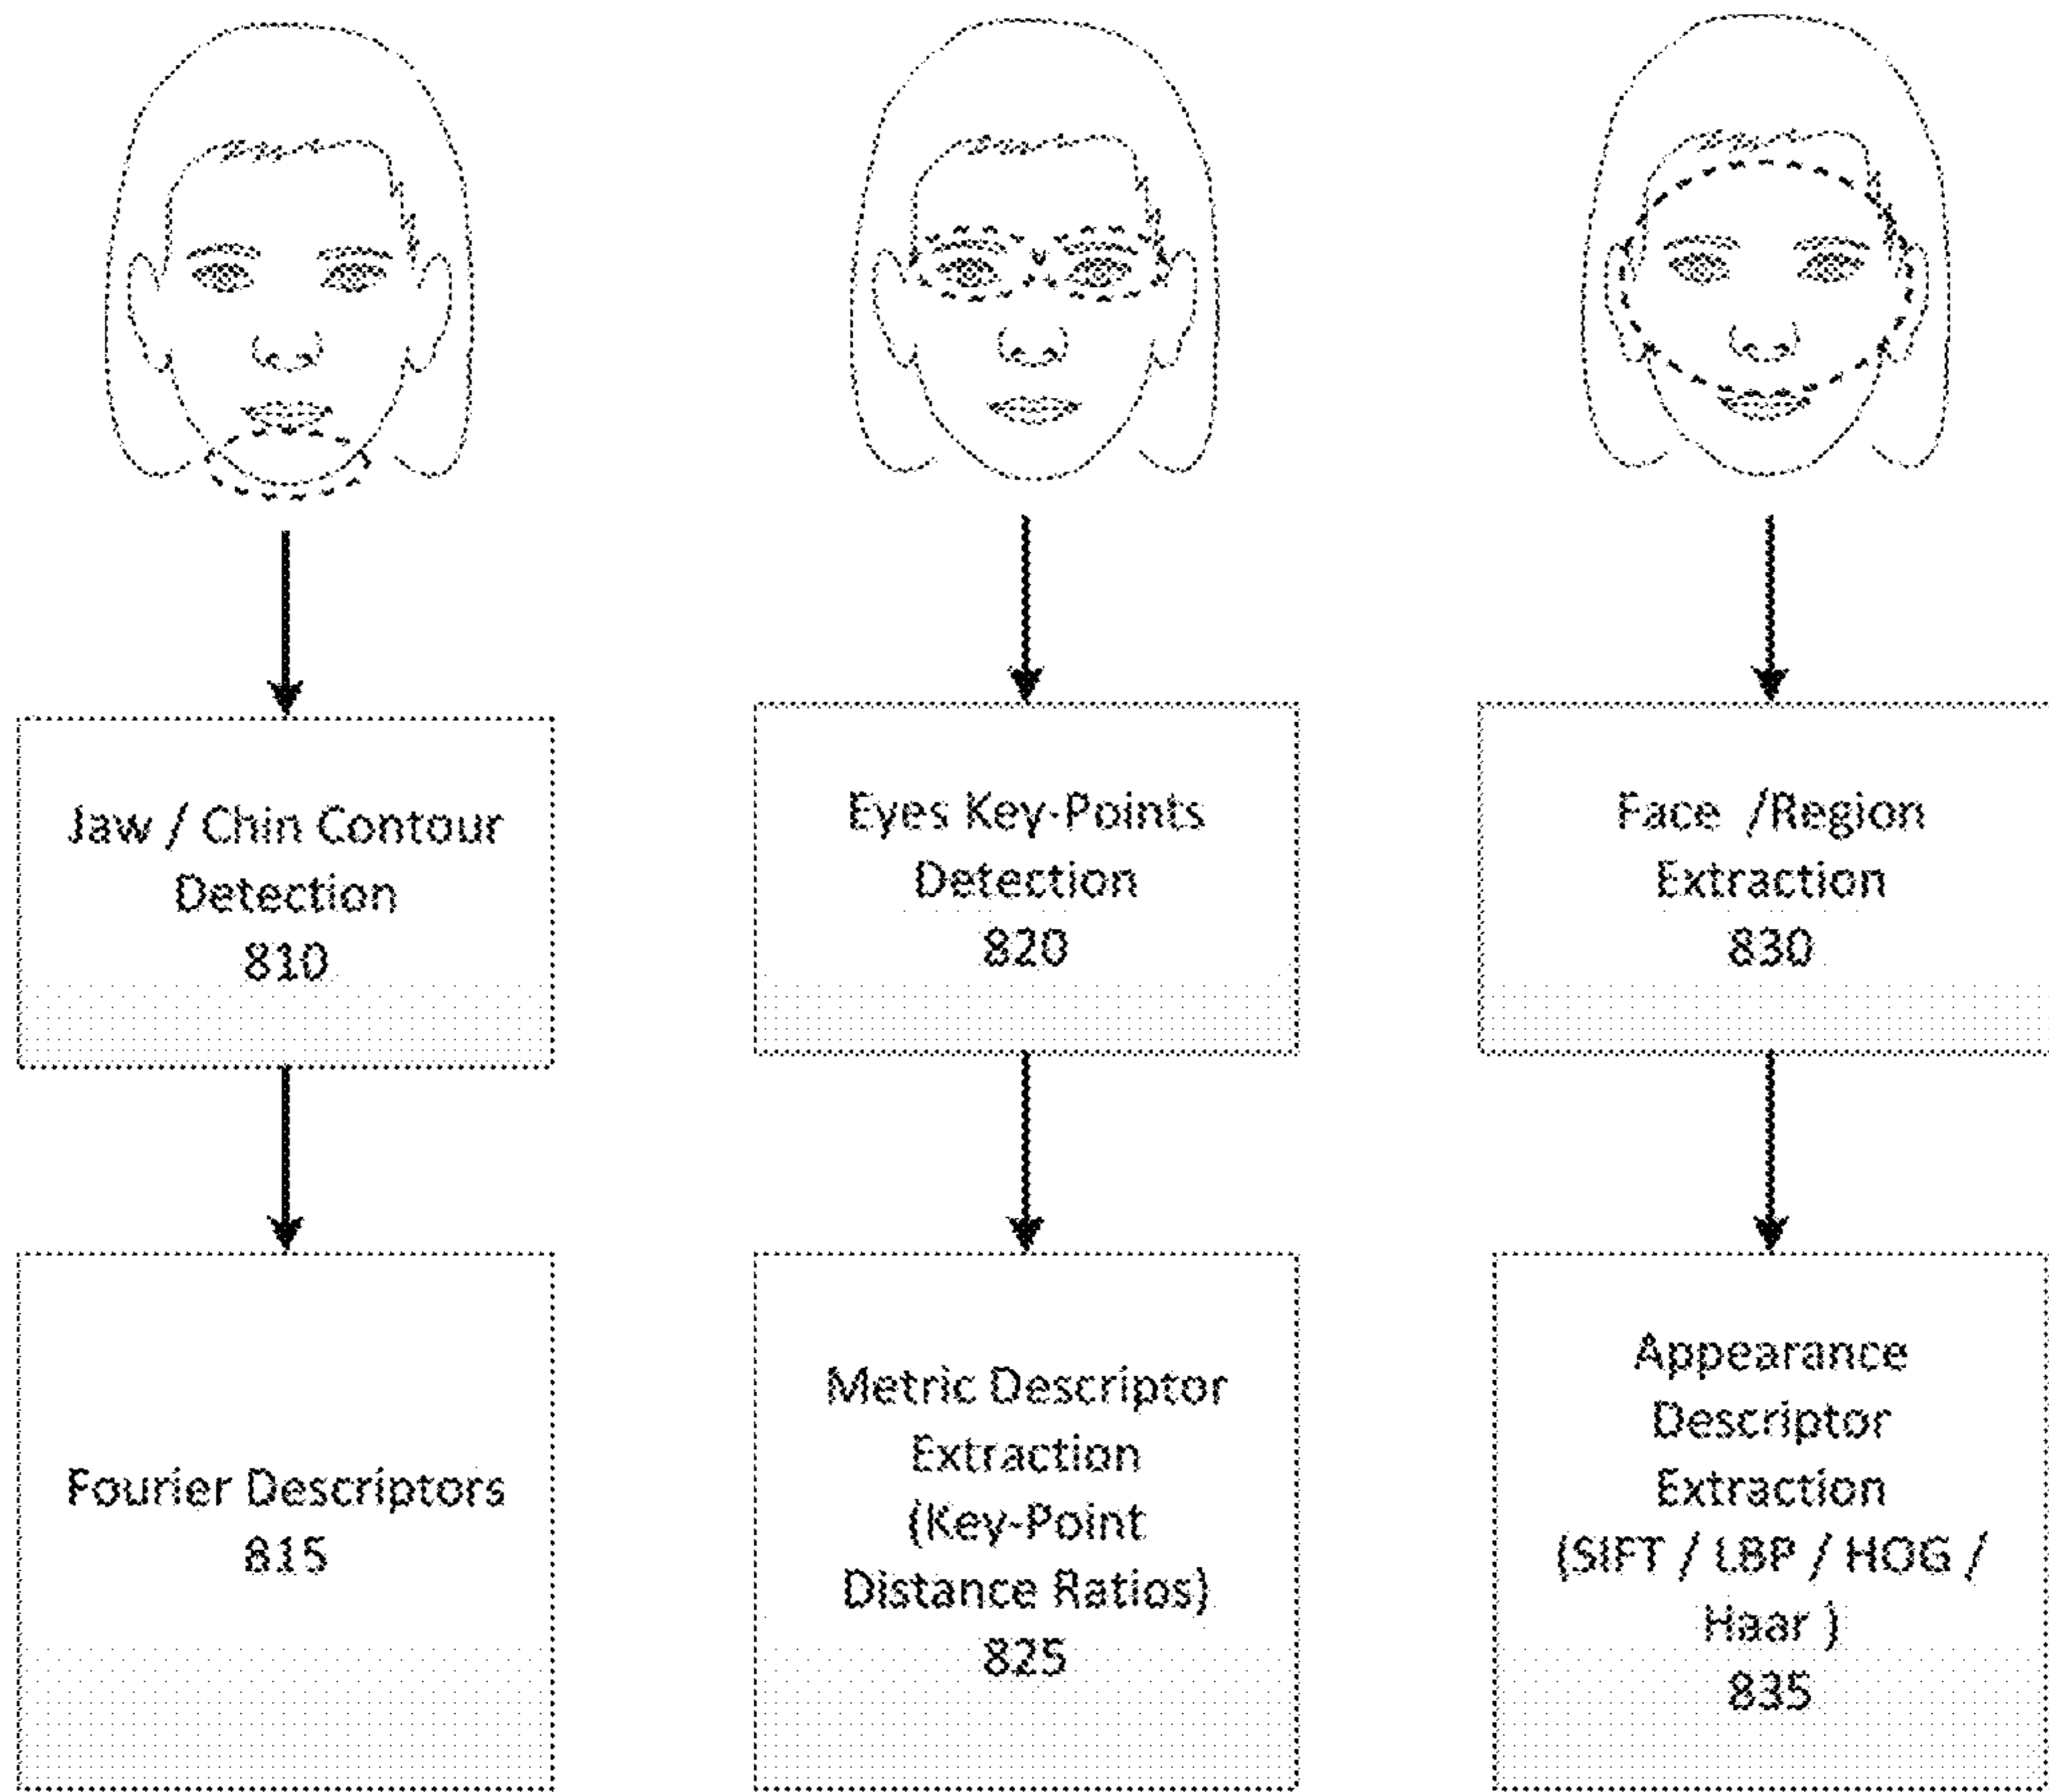 Jaw / Chin Contour
Detection
810
Eyes Key-Points
Detection
820
Face /Region
Extraction
830
Fourier Descriptors
815
Metric Descriptor
Extraction
(Key-Point
Distance Ratios)
825
Appearance
Descriptor
Extraction
(SIFT / LBP / HOG /
Haar )
835